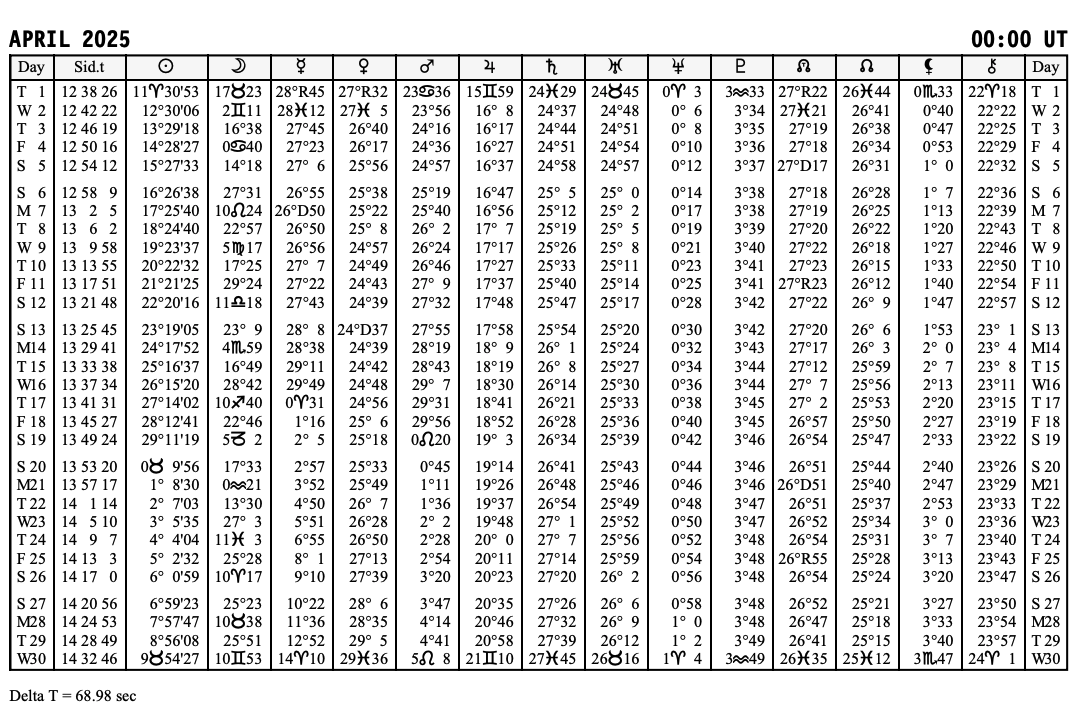 APRIL 2025 00:00 UT
Day Sid.t ☉ ☽ ☿ ♀ ♂ ♃ ♄ ♅ ♆ ♇ ☊ ☊ ⚸ ⚷ Day
T 1 12 38 26 11♈30'53 17♉23 28°R45 27°R32 23♋36 15♊59 24♓29 24♉45 0♈ 3 3♒33 27°R22 26♓44 0♏33 22♈18 T 1
W 2 12 42 22 12°30'06 2♊11 28♓12 27♓ 5 23°56 16° 8 24°37 24°48 0° 6 3°34 27♓21 26°41 0°40 22°22 W 2
T 3 12 46 19 13°29'18 16°38 27°45 26°40 24°16 16°17 24°44 24°51 0° 8 3°35 27°19 26°38 0°47 22°25 T 3
F 4 12 50 16 14°28'27 0♋40 27°23 26°17 24°36 16°27 24°51 24°54 0°10 3°36 27°18 26°34 0°53 22°29 F 4
S 5 12 54 12 15°27'33 14°18 27° 6 25°56 24°57 16°37 24°58 24°57 0°12 3°37 27°D17 26°31 1° 0 22°32 S 5
S 6 12 58 9 16°26'38 27°31 26°55 25°38 25°19 16°47 25° 5 25° 0 0°14 3°38 27°18 26°28 1° 7 22°36 S 6
M 7 13 2 5 17°25'40 10♌24 26°D50 25°22 25°40 16°56 25°12 25° 2 0°17 3°38 27°19 26°25 1°13 22°39 M 7
T 8 13 6 2 18°24'40 22°57 26°50 25° 8 26° 2 17° 7 25°19 25° 5 0°19 3°39 27°20 26°22 1°20 22°43 T 8
W 9 13 9 58 19°23'37 5♍17 26°56 24°57 26°24 17°17 25°26 25° 8 0°21 3°40 27°22 26°18 1°27 22°46 W 9
T 10 13 13 55 20°22'32 17°25 27° 7 24°49 26°46 17°27 25°33 25°11 0°23 3°41 27°23 26°15 1°33 22°50 T 10
F 11 13 17 51 21°21'25 29°24 27°22 24°43 27° 9 17°37 25°40 25°14 0°25 3°41 27°R23 26°12 1°40 22°54 F 11
S 12 13 21 48 22°20'16 11♎18 27°43 24°39 27°32 17°48 25°47 25°17 0°28 3°42 27°22 26° 9 1°47 22°57 S 12
S 13 13 25 45 23°19'05 23° 9 28° 8 24°D37 27°55 17°58 25°54 25°20 0°30 3°42 27°20 26° 6 1°53 23° 1 S 13
M14 13 29 41 24°17'52 4♏59 28°38 24°39 28°19 18° 9 26° 1 25°24 0°32 3°43 27°17 26° 3 2° 0 23° 4 M14
T 15 13 33 38 25°16'37 16°49 29°11 24°42 28°43 18°19 26° 8 25°27 0°34 3°44 27°12 25°59 2° 7 23° 8 T 15
W16 13 37 34 26°15'20 28°42 29°49 24°48 29° 7 18°30 26°14 25°30 0°36 3°44 27° 7 25°56 2°13 23°11 W16
T 17 13 41 31 27°14'02 10♐40 0♈31 24°56 29°31 18°41 26°21 25°33 0°38 3°45 27° 2 25°53 2°20 23°15 T 17
F 18 13 45 27 28°12'41 22°46 1°16 25° 6 29°56 18°52 26°28 25°36 0°40 3°45 26°57 25°50 2°27 23°19 F 18
S 19 13 49 24 29°11'19 5♑ 2 2° 5 25°18 0♌20 19° 3 26°34 25°39 0°42 3°46 26°54 25°47 2°33 23°22 S 19
S 20 13 53 20 0♉ 9'56 17°33 2°57 25°33 0°45 19°14 26°41 25°43 0°44 3°46 26°51 25°44 2°40 23°26 S 20
M21 13 57 17 1° 8'30 0♒21 3°52 25°49 1°11 19°26 26°48 25°46 0°46 3°46 26°D51 25°40 2°47 23°29 M21
T 22 14 1 14 2° 7'03 13°30 4°50 26° 7 1°36 19°37 26°54 25°49 0°48 3°47 26°51 25°37 2°53 23°33 T 22
W23 14 5 10 3° 5'35 27° 3 5°51 26°28 2° 2 19°48 27° 1 25°52 0°50 3°47 26°52 25°34 3° 0 23°36 W23
T 24 14 9 7 4° 4'04 11♓ 3 6°55 26°50 2°28 20° 0 27° 7 25°56 0°52 3°48 26°54 25°31 3° 7 23°40 T 24
F 25 14 13 3 5° 2'32 25°28 8° 1 27°13 2°54 20°11 27°14 25°59 0°54 3°48 26°R55 25°28 3°13 23°43 F 25
S 26 14 17 0 6° 0'59 10♈17 9°10 27°39 3°20 20°23 27°20 26° 2 0°56 3°48 26°54 25°24 3°20 23°47 S 26
S 27 14 20 56 6°59'23 25°23 10°22 28° 6 3°47 20°35 27°26 26° 6 0°58 3°48 26°52 25°21 3°27 23°50 S 27
M28 14 24 53 7°57'47 10♉38 11°36 28°35 4°14 20°46 27°32 26° 9 1° 0 3°48 26°47 25°18 3°33 23°54 M28
T 29 14 28 49 8°56'08 25°51 12°52 29° 5 4°41 20°58 27°39 26°12 1° 2 3°49 26°41 25°15 3°40 23°57 T 29
W30 14 32 46 9♉54'27 10♊53 14♈10 29♓36 5♌ 8 21♊10 27♓45 26♉16 1♈ 4 3♒49 26♓35 25♓12 3♏47 24♈ 1 W30
Delta T = 68.98 sec